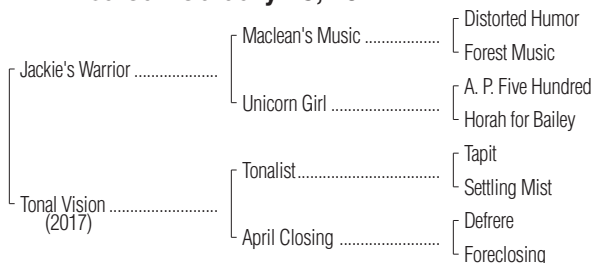 Jackie's Warrior ....................
Tonal Vision ..........................
(2017)
Maclean's Music ..................
Unicorn Girl ..........................
Tonalist..................................
April Closing ........................
Distorted Humor
Forest Music
A. P. Five Hundred
Horah for Bailey
Tapit
Settling Mist
Defrere
Foreclosing